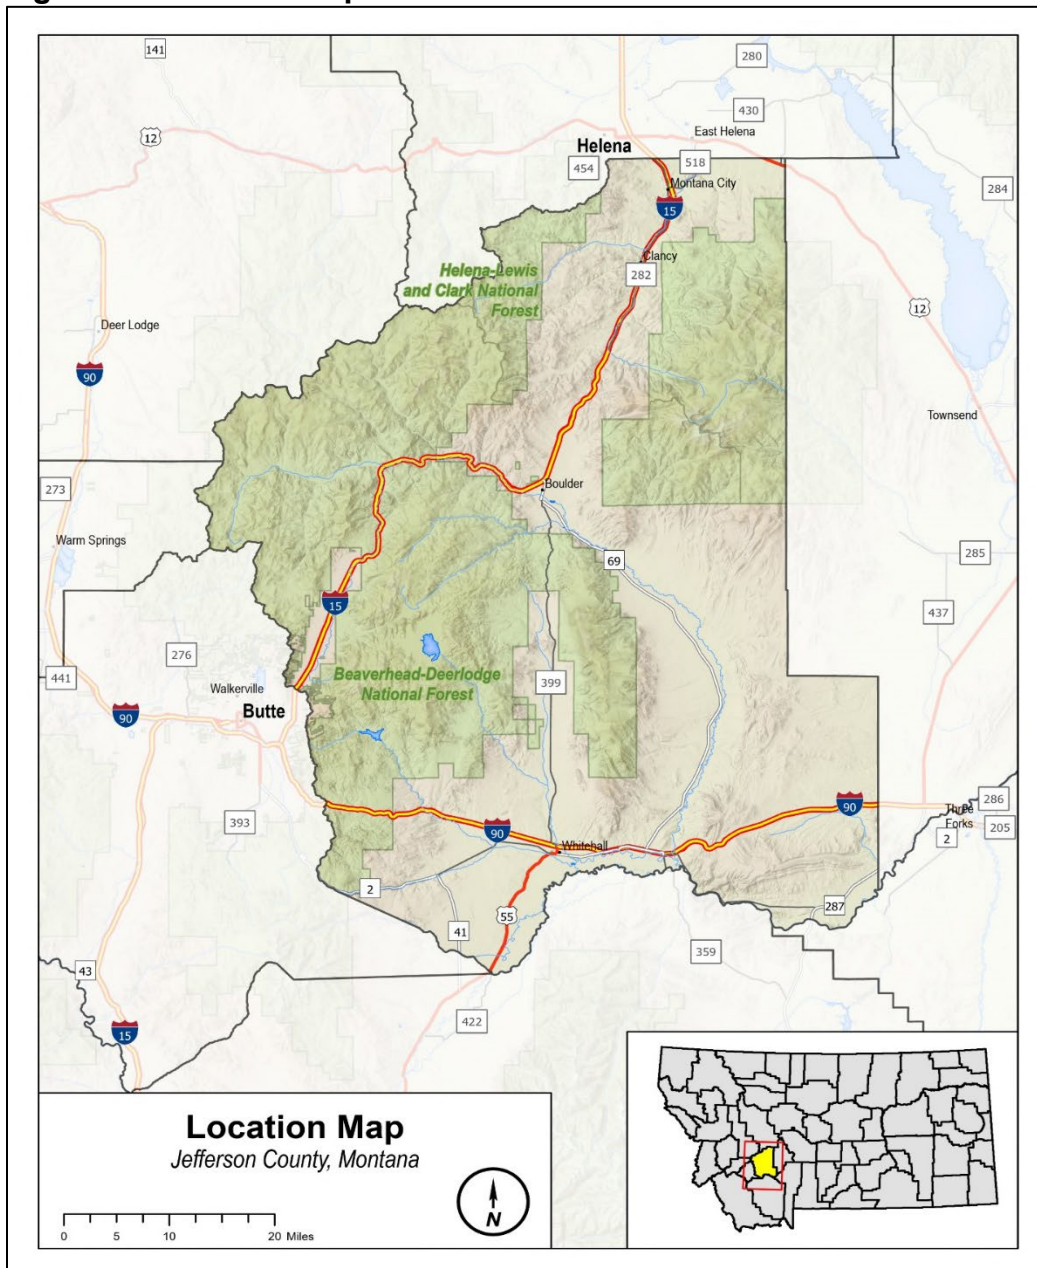 141
280
12
430
East Helena
Helena
518
454
Montana City
284
15
Clancy
282
Helena-Lewis
and Clark National
Forest
12
Deer Lodge
90
Townsend
273
Boulder
Warm Springs
69
285
15
437
276
Beaverhead-Deerlodge
National Forest
399
441
Walkerville
Butte
90
90
Three
Forks
286
393
90
205
2
Whitehall
2
287
55
41
359
43
422
15
Location Map
Jefferson County, Montana
N
0 5 10 20 Miles